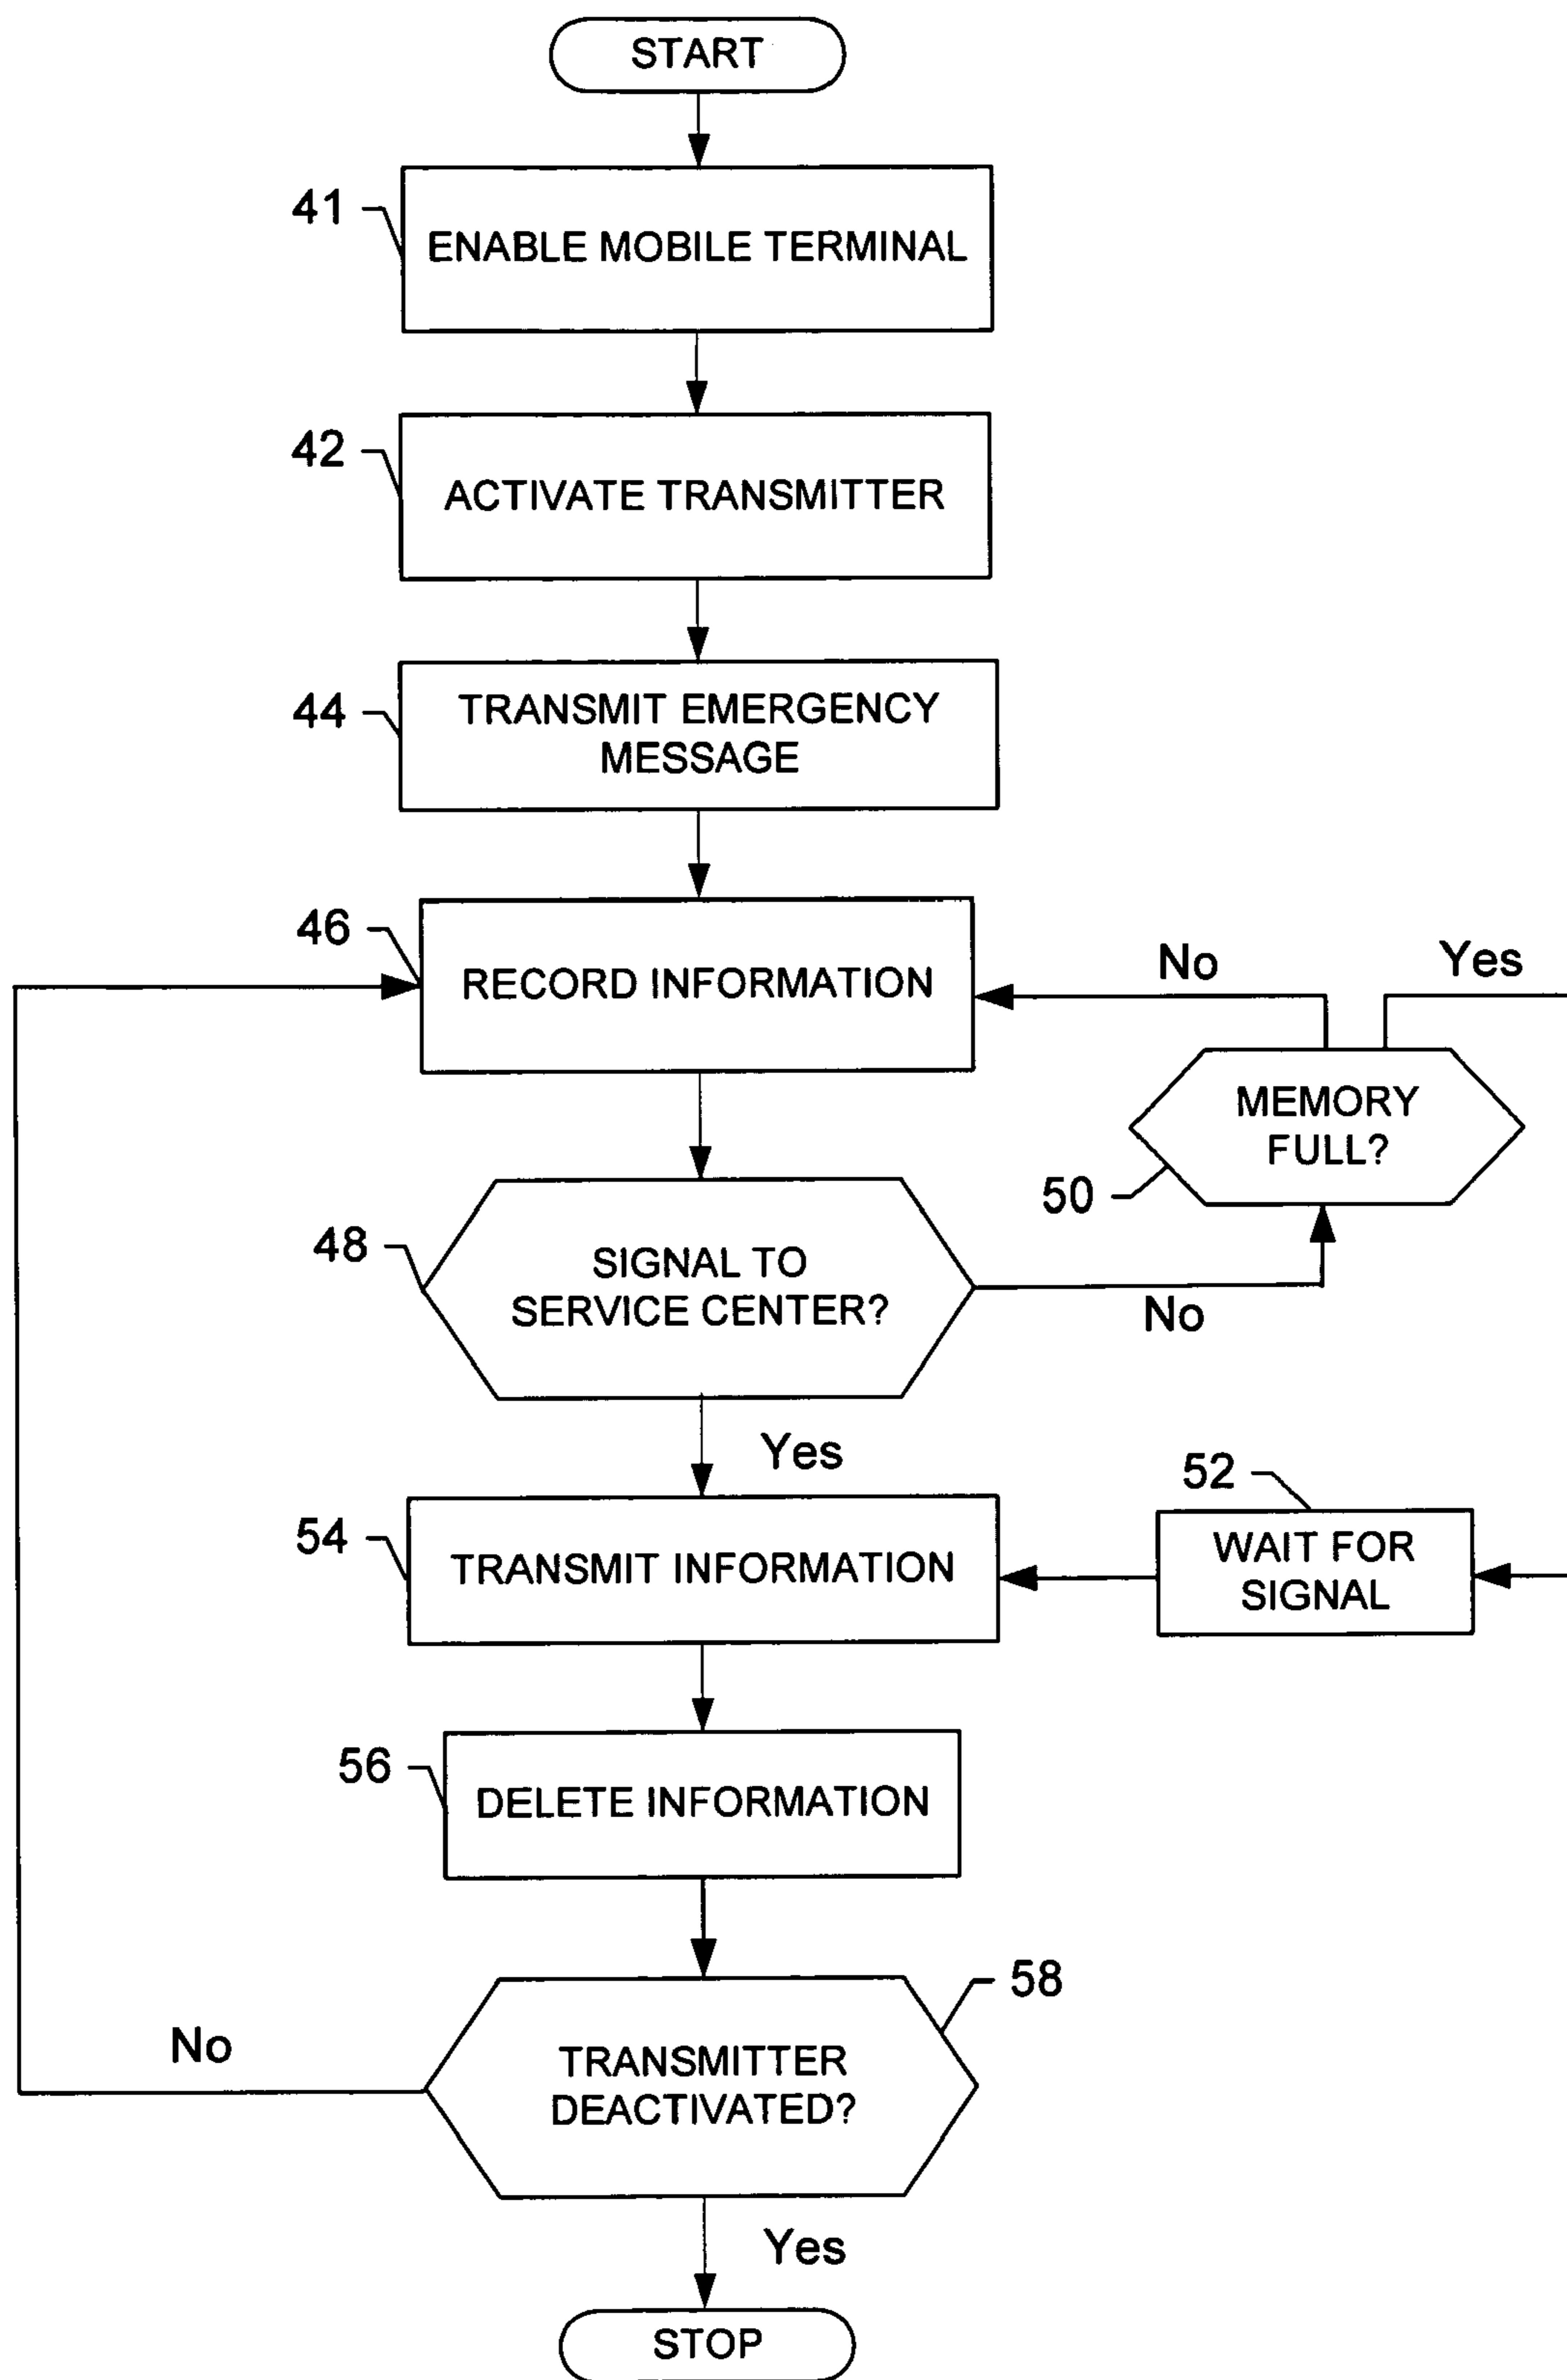 START
41
ENABLE MOBILE TERMINAL
42
ACTIVATE TRANSMITTER
44
TRANSMIT EMERGENCY
MESSAGE
46
RECORD INFORMATION
No
Yes
MEMORY
FULL?
50
48
SIGNAL TO
SERVICE CENTER?
No
Yes
52
WAIT FOR
SIGNAL
54
TRANSMIT INFORMATION
56
DELETE INFORMATION
58
TRANSMITTER
DEACTIVATED?
No
Yes
STOP